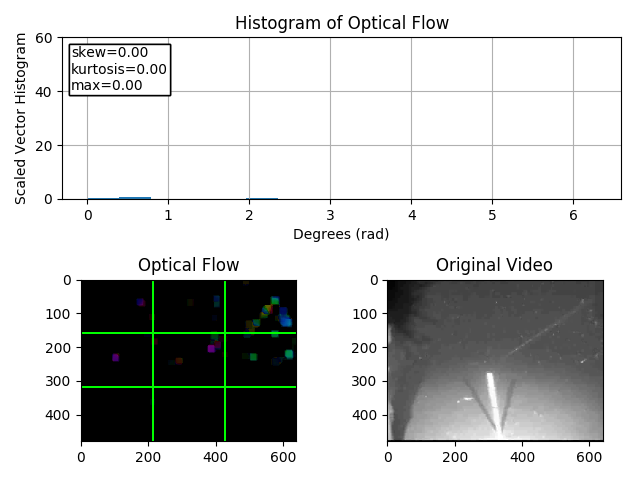 Histogram of Optical Flow
Scaled Vector Histogram
60
40
20
0
skew=0.00
kurtosis=0.00
max=0.00
0 1 2 3 4 5 6
Degrees (rad)
Optical Flow
0
100
200
300
400
0 200 400 600
Original Video
0
100
200
300
400
0 200 400 600